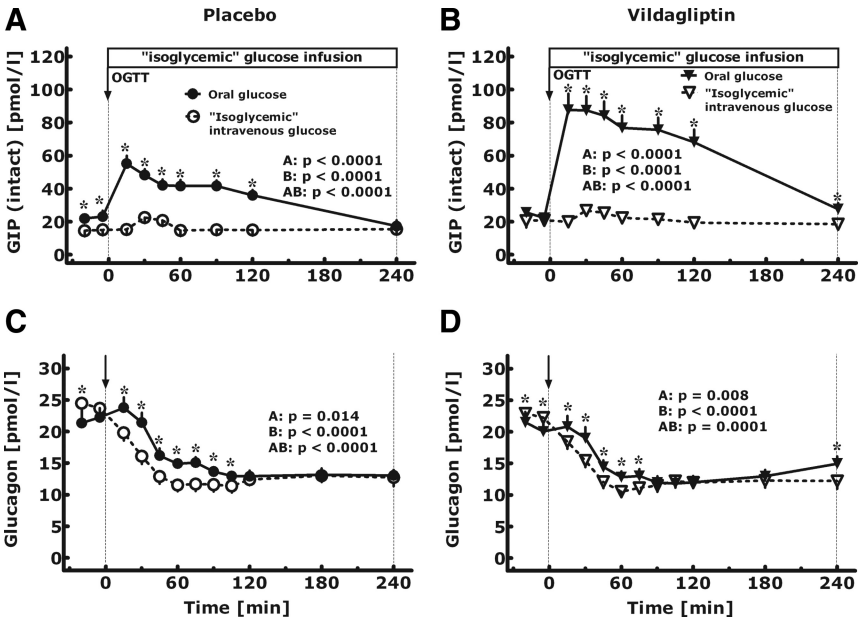 A
Placebo
GIP (intact) [pmol/l]
120
100
80
60
40
20
0
"isoglycemic" glucose infusion
OGTT
Oral glucose
"Isoglycemic"
intravenous glucose
A: p < 0.0001
B: p < 0.0001
AB: p < 0.0001
* * * * * * * *
0 60 120 180 240
B
Vildagliptin
GIP (intact) [pmol/l]
120
100
80
60
40
20
0
"isoglycemic" glucose infusion
OGTT
Oral glucose
"Isoglycemic"
intravenous glucose
A: p < 0.0001
B: p < 0.0001
AB: p < 0.0001
* * * * * * *
0 60 120 180 240
C
Glucagon [pmol/l]
30
25
20
15
10
5
0
A: p = 0.014
B: p < 0.0001
AB: p < 0.0001
* * * * * * * *
0 60 120 180 240
Time [min]
D
Glucagon [pmol/l]
30
25
20
15
10
5
0
A: p = 0.008
B: p < 0.0001
AB: p = 0.0001
* * * * * * * *
0 60 120 180 240
Time [min]